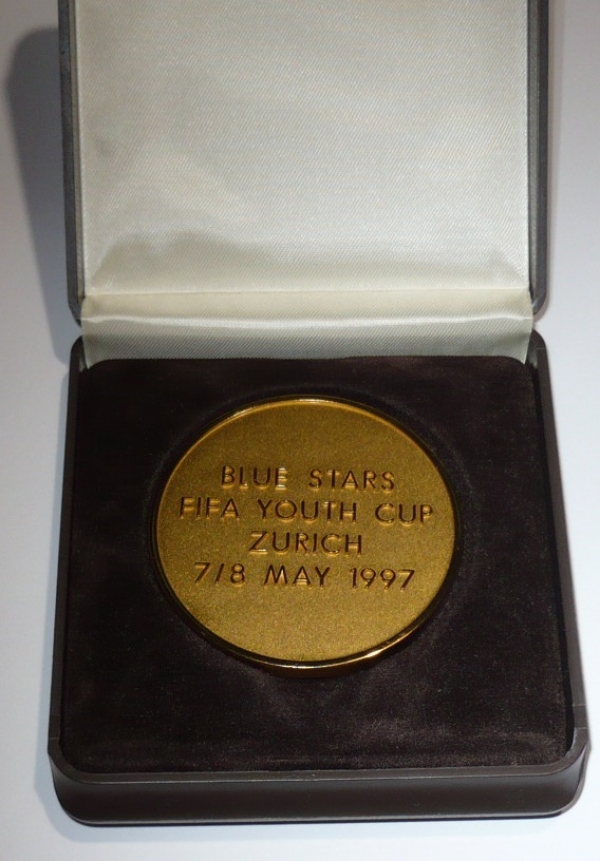 BLUE STARS
FIFA YOUTH CUP
ZURICH
7/8 MAY 1997